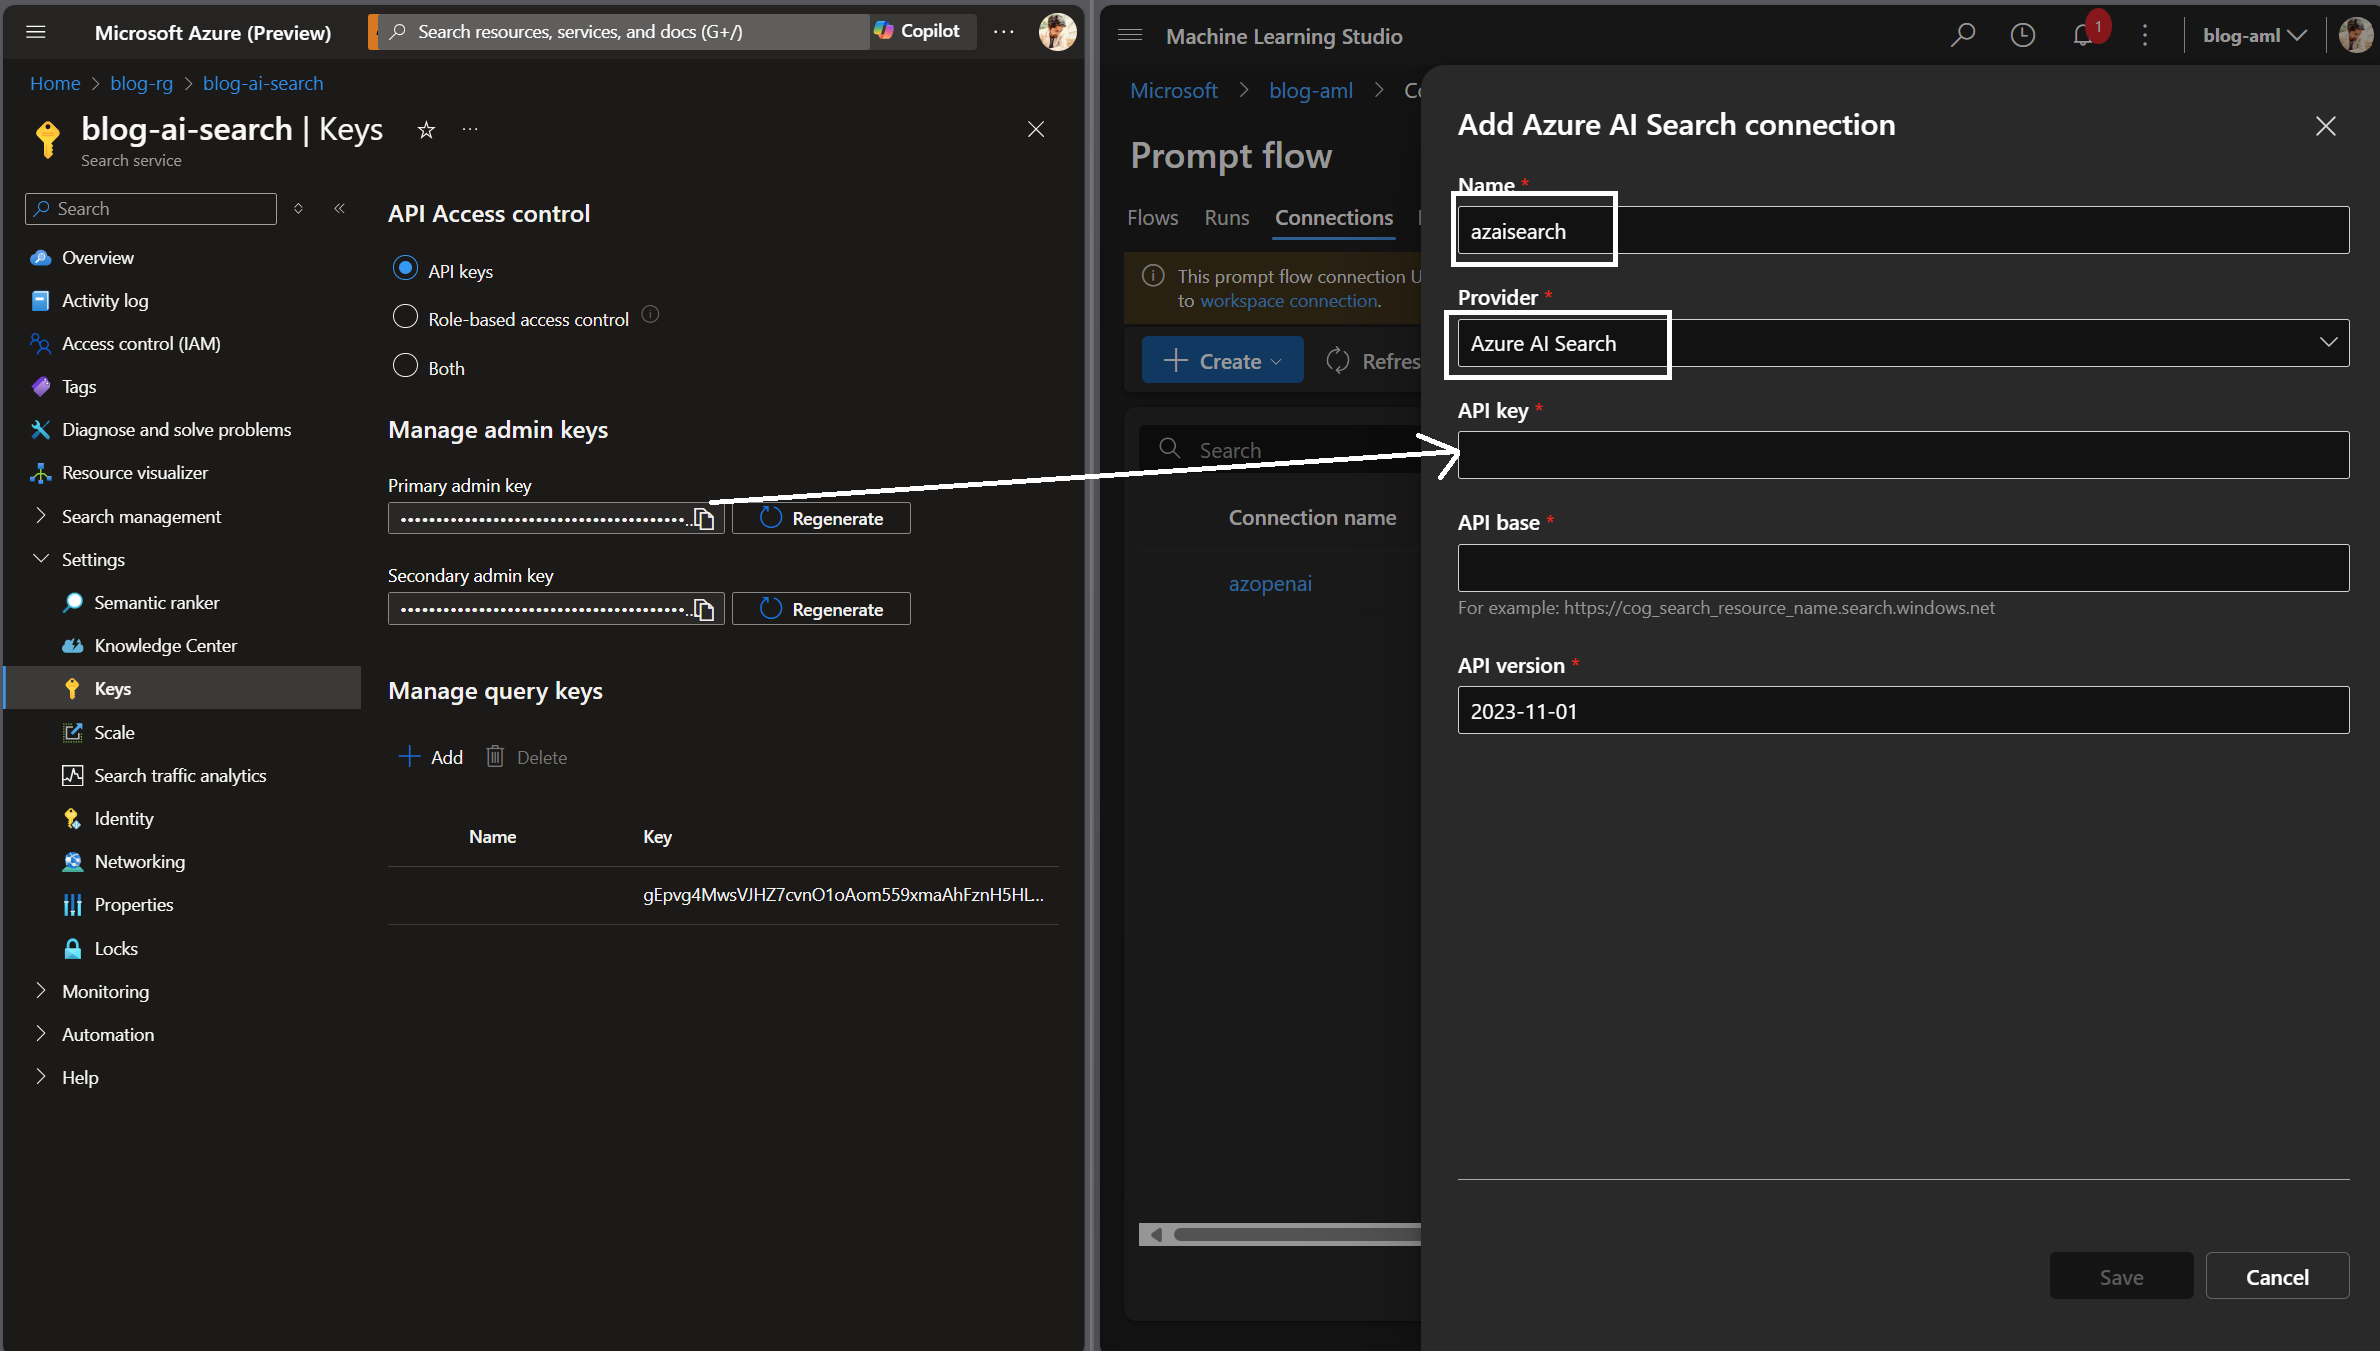 Microsoft Azure (Preview)
Search resources, services, and docs (G+/)
Copilot
Home > blog-rg > blog-ai-search
blog-ai-search | Keys
Search service
Search
Overview
Activity log
Access control (IAM)
Tags
Diagnose and solve problems
Resource visualizer
Search management
Settings
Semantic ranker
Knowledge Center
Keys
Scale
Search traffic analytics
Identity
Networking
Properties
Locks
Monitoring
Automation
Help
API Access control
API keys
Role-based access control
Both
Manage admin keys
Primary admin key
Regenerate
Secondary admin key
Regenerate
Manage query keys
Add Delete
Name Key
gEpvg4MwsVJHZ7cvnO1oAom559xmaAhFznH5HL...
Machine Learning Studio
1
blog-aml
Microsoft > blog-aml >
Prompt flow
Flows Runs Connections
This prompt flow connection
to workspace connection.
Create
Search
Connection name
azopenai
Add Azure AI Search connection
Name *
azaisearch
Provider *
Azure AI Search
API key *
API base *
For example: https://cog_search_resource_name.search.windows.net
API version *
2023-11-01
Save
Cancel